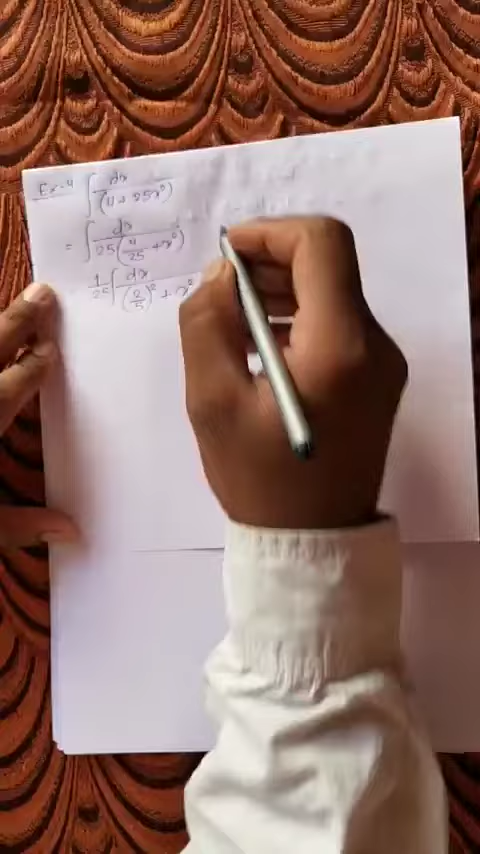 Ex-4 ∫ dx / (4 + 25x²)
= ∫ dx / 25(4/25 + x²)
1/25 ∫ dx / (2/5)² + x²